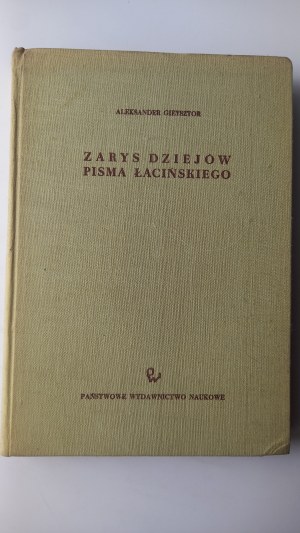 ALEKSANDER GIEYSZTOR
ZARYS DZIEJÓW
PISMA ŁACIŃSKIEGO
PAŃSTWOWE WYDAWNICTWO NAUKOWE